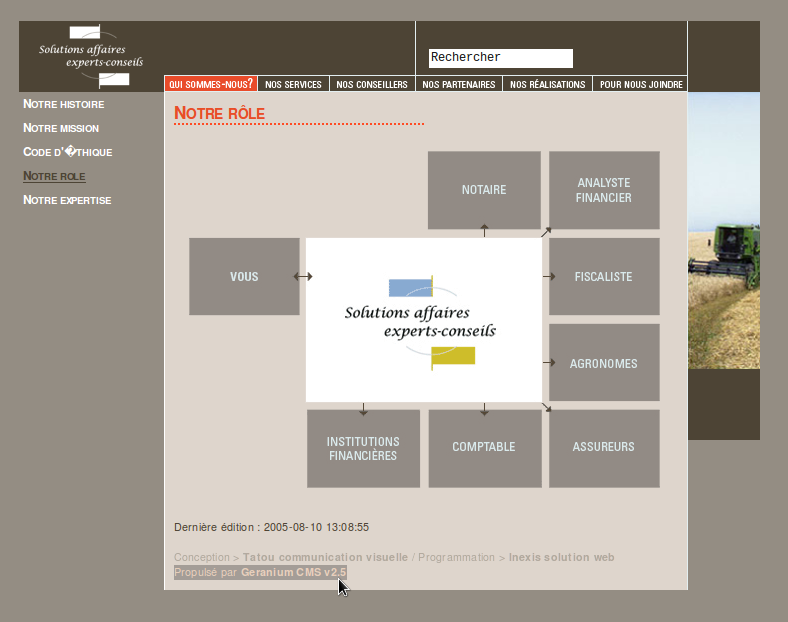 Solutions affaires
experts-conseils
Rechercher
QUI SOMMES-NOUS?
NOS SERVICES
NOS CONSEILLERS
NOS PARTENAIRES
NOS RÉALISATIONS
POUR NOUS JOINDRE
NOTRE HISTOIRE
NOTRE MISSION
CODE D'�THIQUE
NOTRE ROLE
NOTRE EXPERTISE
NOTRE RÔLE
NOTAIRE
ANALYSTE
FINANCIER
VOUS
Solutions affaires
experts-conseils
FISCALISTE
AGRONOMES
INSTITUTIONS
FINANCIÈRES
COMPTABLE
ASSUREURS
Dernière édition : 2005-08-10 13:08:55
Conception > Tatou communication visuelle / Programmation > Inexis solution web
Propulsé par Geranium CMS v2.5